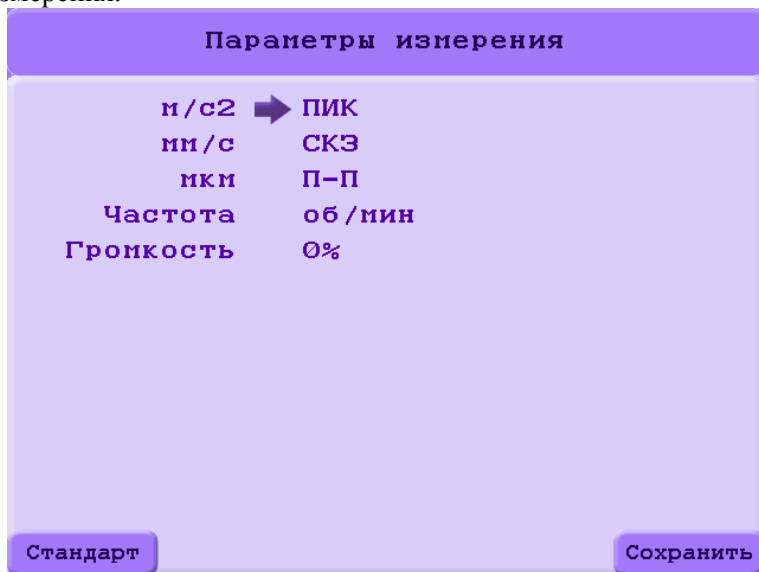 Параметры измерения
м/с2 ПИК
мм/с СКЗ
мкм П-П
Частота об/мин
Громкость 0%
Стандарт Сохранить